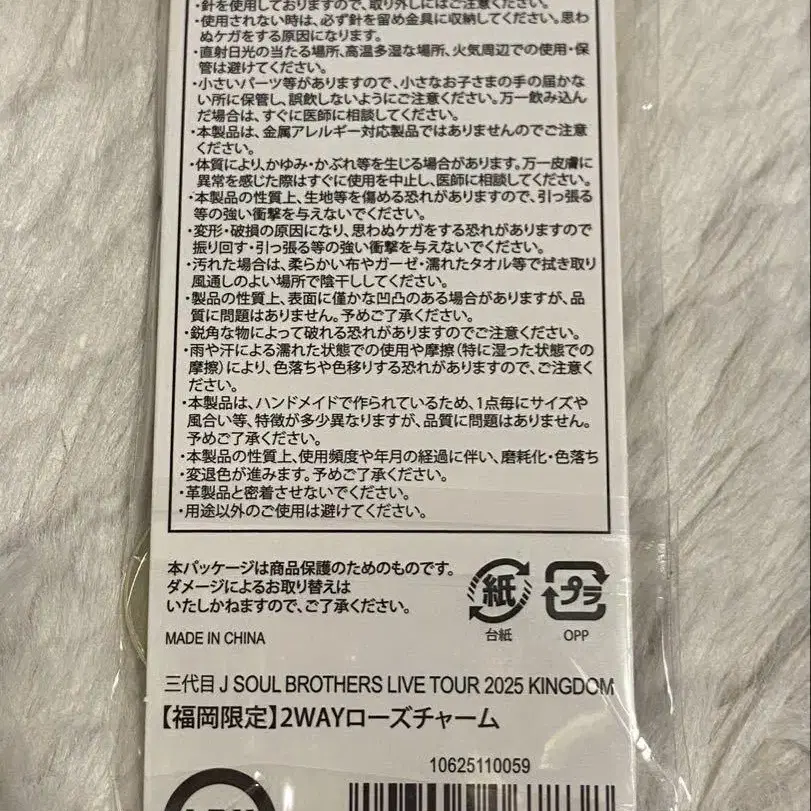 ・針を使用しておりますので、取り外しにはご注意ください。
・使用されない時は、必ず針を留め金具に収納してください。思わ
ぬケガをする原因になります。
・直射日光の当たる場所、高温多湿な場所、火気周辺での使用・保
管は避けてください。
・小さいパーツ等がありますので、小さなお子さまの手の届かな
い所に保管し、誤飲しないようにご注意ください。万一飲み込ん
だ場合は、すぐに医師に相談してください。
・本製品は、金属アレルギー対応製品ではありませんのでご注意
ください。
・体質により、かゆみ・かぶれ等を生じる場合があります。万一皮膚に
異常を感じた際はすぐに使用を中止し、医師に相談してください。
・本製品の性質上、生地等を傷める恐れがありますので、引っ張る
等の強い衝撃を与えないでください。
・変形・破損の原因になり、思わぬケガをする恐れがありますので
振り回す・引っ張る等の強い衝撃を与えないでください。
・汚れた場合は、柔らかい布やガーゼ・濡れたタオル等で拭き取り
風通しのよい場所で陰干ししてください。
・製品の性質上、表面に僅かな凹凸のある場合がありますが、品
質に問題はありません。予めご了承ください。
・鋭角な物によって破れる恐れがありますのでご注意ください。
・雨や汗による濡れた状態での使用や摩擦(特に湿った状態での
摩擦)により、色落ちや色移りする恐れがありますので、ご注意く
ださい。
・本製品は、ハンドメイドで作られているため、1点毎にサイズや
風合い等、特徴が多少異なりますが、品質に問題はありません。
予めご了承ください。
・本製品の性質上、使用頻度や年月の経過に伴い、磨耗化・色落ち
・変退色が進みます。予めご了承ください。
・革製品と密着させないでください。
・用途以外のご使用は避けてください。
本パッケージは商品保護のためのものです。
ダメージによるお取り替えは
いたしかねますので、ご了承ください。
紙 プラ
台紙 OPP
MADE IN CHINA
三代目 J SOUL BROTHERS LIVE TOUR 2025 KINGDOM
【福岡限定】2WAYローズチャーム
10625110059